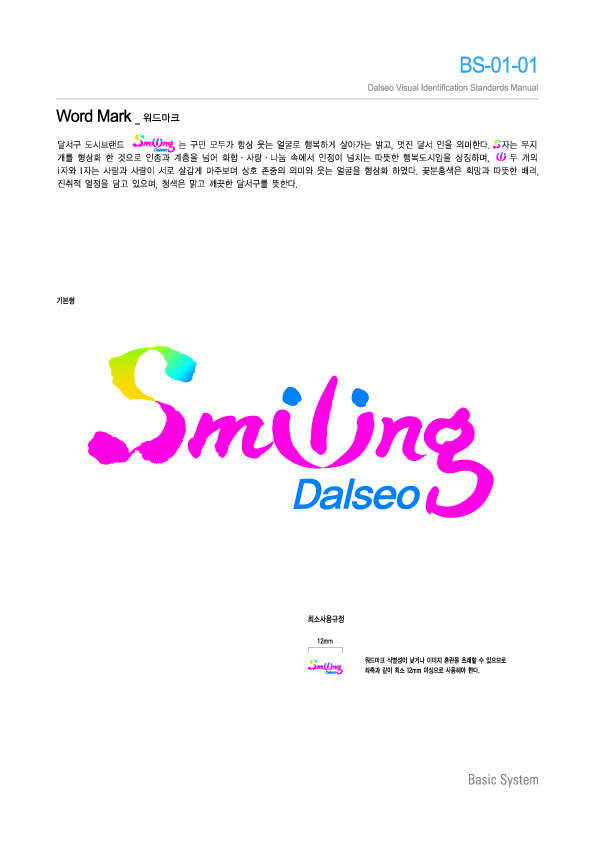 BS-01-01
Dalseo Visual Identification Standards Manual
Word Mark _ 워드마크
달서구 도시브랜드 Smiling Dalseo 는 구민 모두가 항상 웃는 얼굴로 행복하게 살아가는 밝고, 멋진 달서 인을 의미한다. S자는 무지
개를 형상화 한 것으로 인종과 계층을 넘어 화합·사랑·나눔 속에서 인정이 넘치는 따뜻한 행복도시임을 상징하며, 두 개의
i자와 l자는 사람과 사람이 서로 살갑게 마주보며 상호 존중의 의미와 웃는 얼굴을 형상화 하였다. 꽃분홍색은 희망과 따뜻한 배려,
진취적 열정을 담고 있으며, 청색은 맑고 깨끗한 달서구를 뜻한다.
기본형
Smiling
Dalseo
최소사용규정
12mm
Smiling
Dalseo
워드마크 식별성이 낮거나 이미지 혼란을 초래할 수 있으므로
좌측과 같이 최소 12mm 이상으로 사용해야 한다.
Basic System